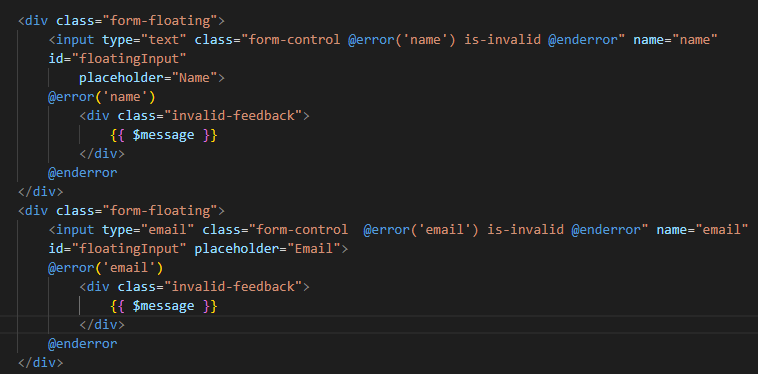 <div class="form-floating">
<input type="text" class="form-control @error('name') is-invalid @enderror" name="name"
id="floatingInput"
placeholder="Name">
@error('name')
<div class="invalid-feedback">
{{ $message }}
</div>
@enderror
</div>
<div class="form-floating">
<input type="email" class="form-control  @error('email') is-invalid @enderror" name="email"
id="floatingInput" placeholder="Email">
@error('email')
<div class="invalid-feedback">
{{ $message }}
</div>
@enderror
</div>